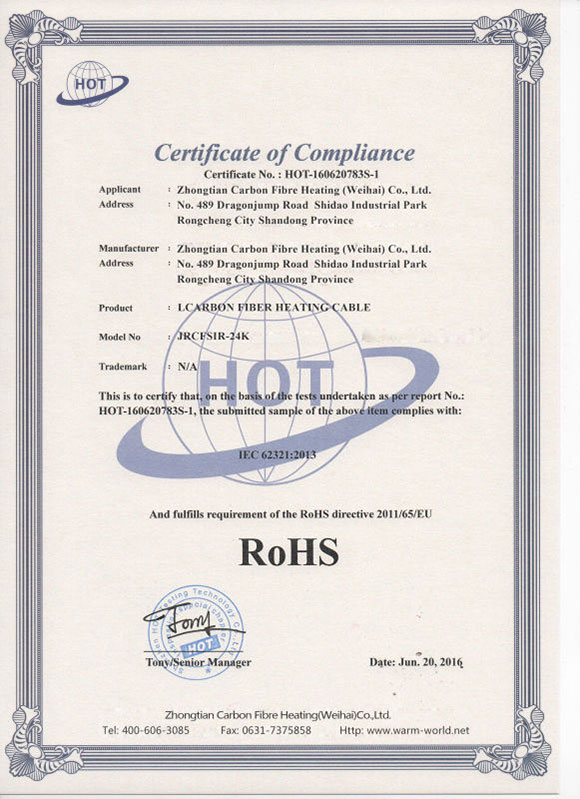 HOT
Certificate of Compliance
Certificate No. : HOT-160620783S-1
Applicant : Zhongtian Carbon Fibre Heating (Weihai) Co., Ltd.
Address : No. 489 Dragonjump Road Shidao Industrial Park
Rongcheng City Shandong Province
Manufacturer : Zhongtian Carbon Fibre Heating (Weihai) Co., Ltd.
Address : No. 489 Dragonjump Road Shidao Industrial Park
Rongcheng City Shandong Province
Product : LCARBON FIBER HEATING CABLE
Model No : JRCFSIR-24K
Trademark : N/A
HOT
This is to certify that, on the basis of the tests undertaken as per report No.:
HOT-160620783S-1, the submitted sample of the above item complies with:
IEC 62321:2013
And fulfills requirement of the RoHS directive 2011/65/EU
RoHS
Testing Technology
HOT
Tony
Tony/Senior Manager
Date: Jun. 20, 2016
Zhongtian Carbon Fibre Heating(Weihai)Co.,Ltd.
Tel: 400-606-3085 Fax: 0631-7375858 Http: www.warm-world.net